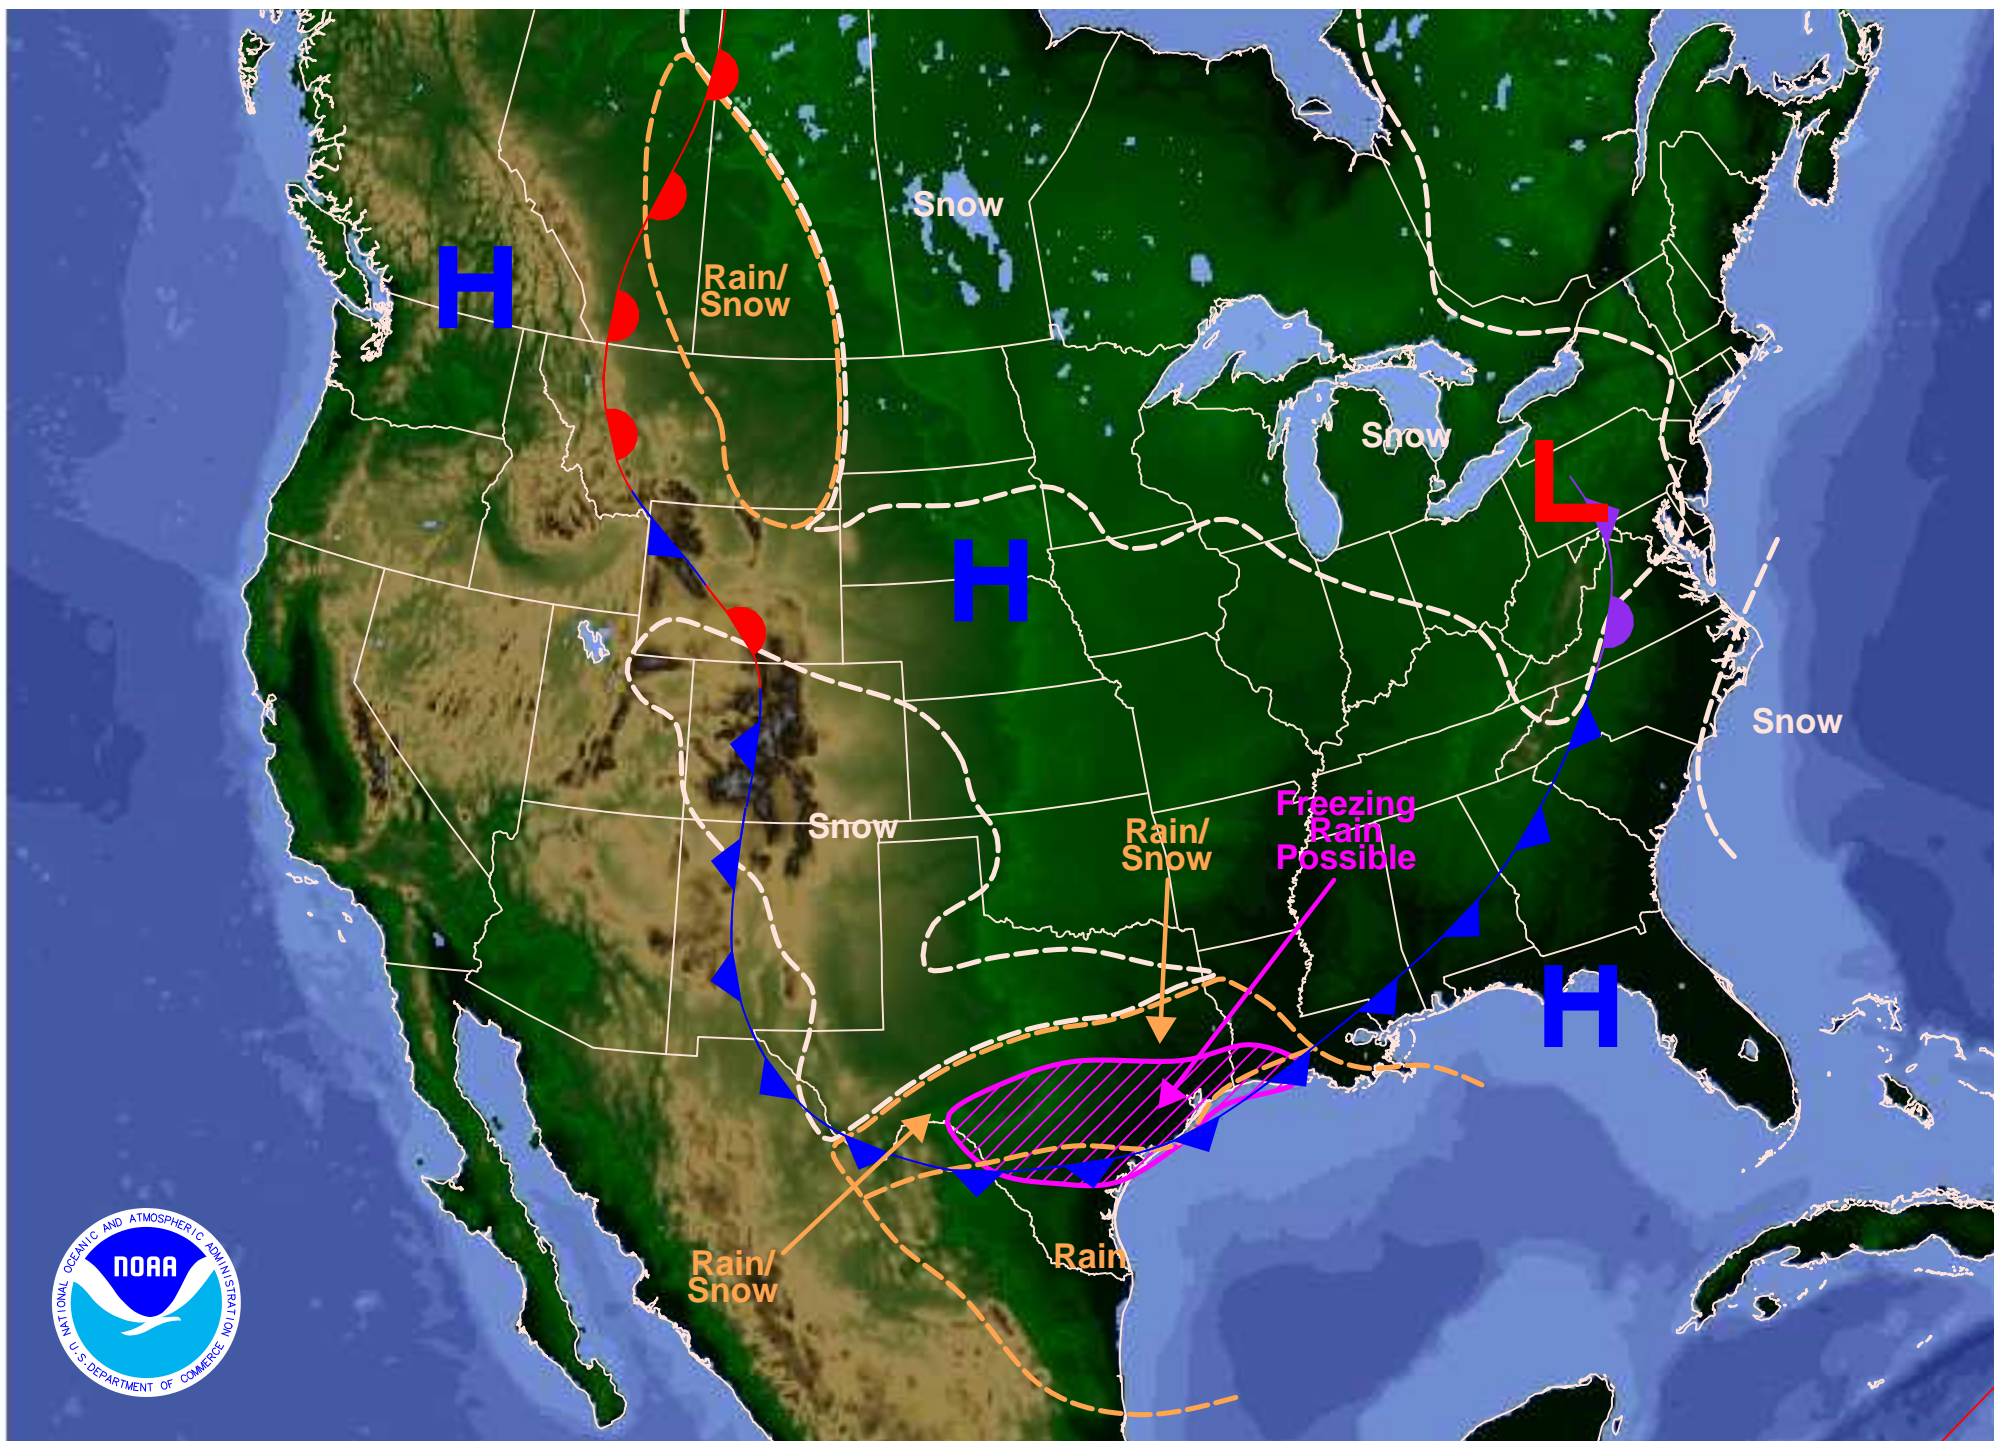 Snow
H
Rain/
Snow
Snow
L
H
Snow
Freezing
Rain
Possible
Rain/
Snow
Snow
H
Rain/
Snow
Rain
NATIONAL OCEANIC AND ATMOSPHERIC ADMINISTRATION
NOAA
U.S. DEPARTMENT OF COMMERCE